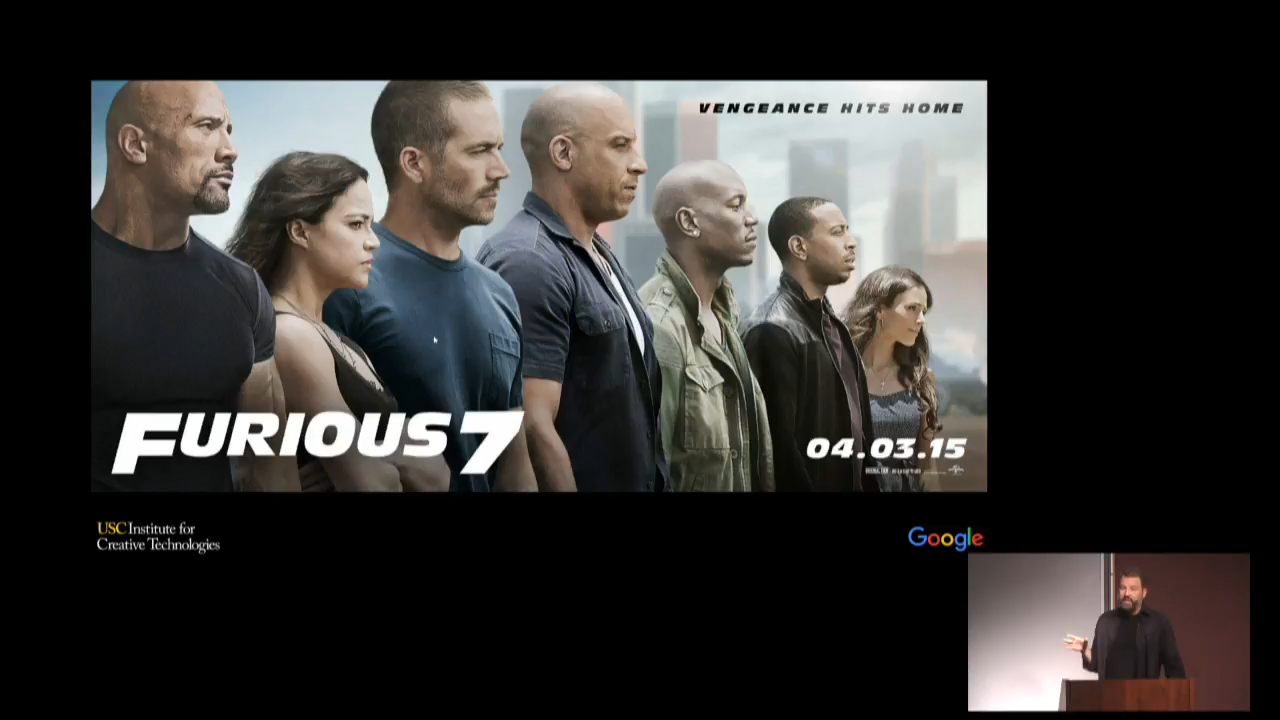 VENGEANCE HITS HOME
FURIOUS 7
04.03.15
USC Institute for
Creative Technologies
Google